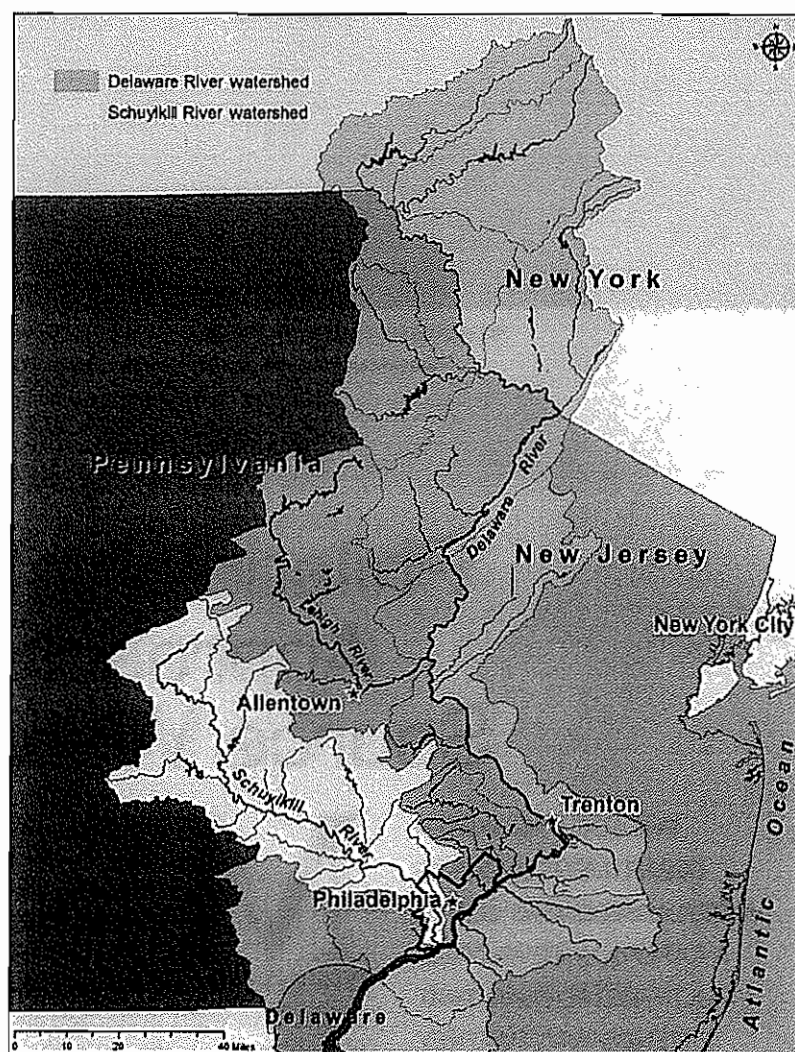 Delaware River watershed
Schuylkill River watershed
New York
Pennsylvania
Delaware River
New Jersey
New York City
Lehigh River
Allentown
Schuylkill River
Trenton
Philadelphia
Atlantic Ocean
Delaware
0 10 20 40 Miles